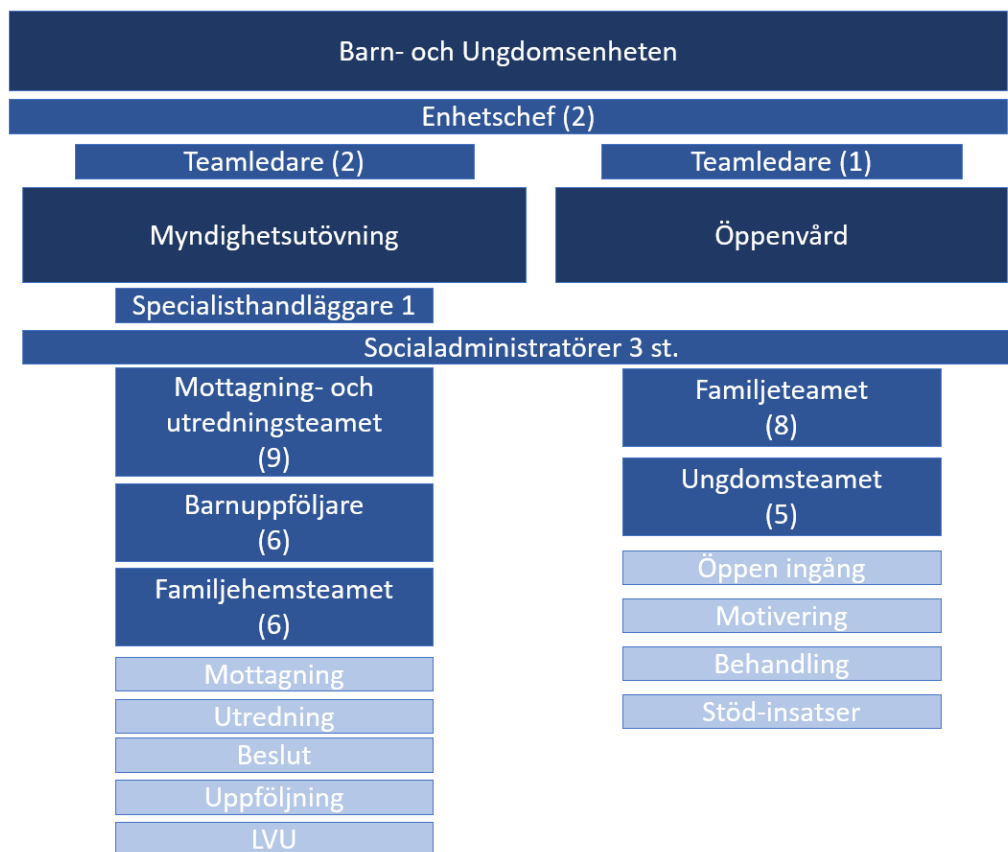 Barn- och Ungdomsenheten
Enhetschef (2)
Teamledare (2)
Teamledare (1)
Myndighetsutövning
Öppenvård
Specialisthandläggare 1
Socialadministratörer 3 st.
Mottagning- och
utredningsteamet
(9)
Barnuppföljare
(6)
Familjehemsteamet
(6)
Mottagning
Utredning
Beslut
Uppföljning
LVU
Familjeteamet
(8)
Ungdomsteamet
(5)
Öppen ingång
Motivering
Behandling
Stöd-insatser